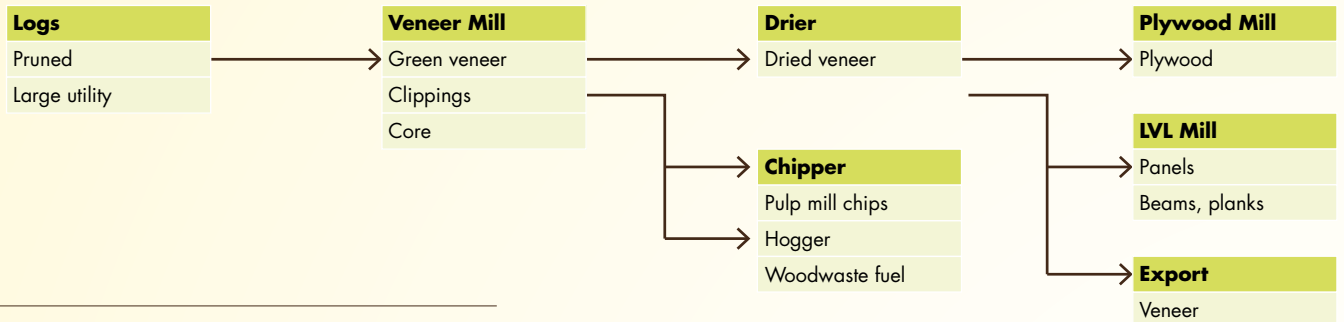 Logs
Pruned
Large utility
Veneer Mill
Green veneer
Clippings
Core
Drier
Dried veneer
Chipper
Pulp mill chips
Hogger
Woodwaste fuel
Plywood Mill
Plywood
LVL Mill
Panels
Beams, planks
Export
Veneer